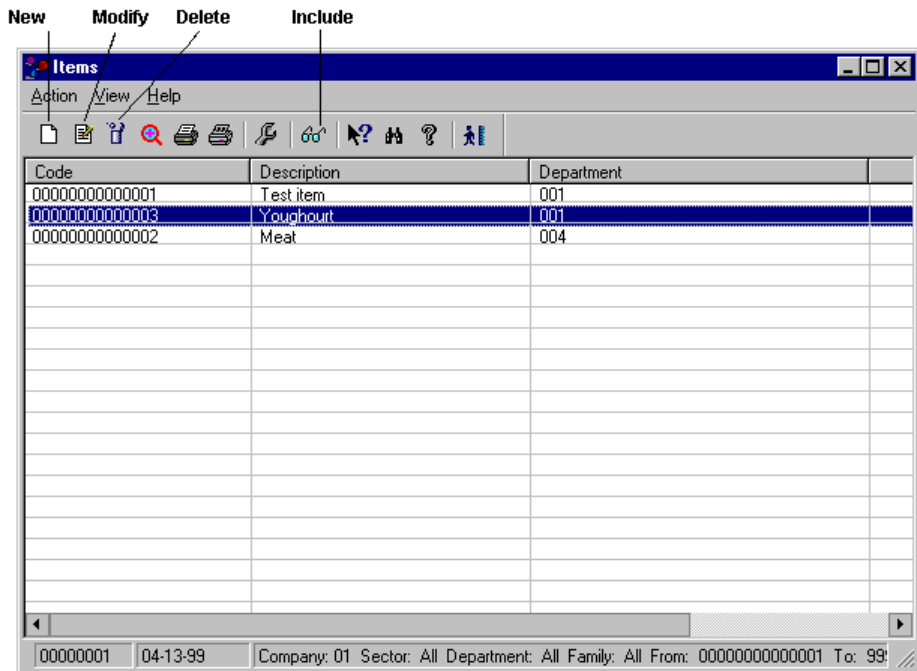 New Modify Delete Include
Items
Action View Help
Code Description Department
00000000000001 Test item 001
00000000000003 Youghourt 001
00000000000002 Meat 004
00000001 04-13-99 Company: 01 Sector: All Department: All Family: All From: 00000000000001 To: 99